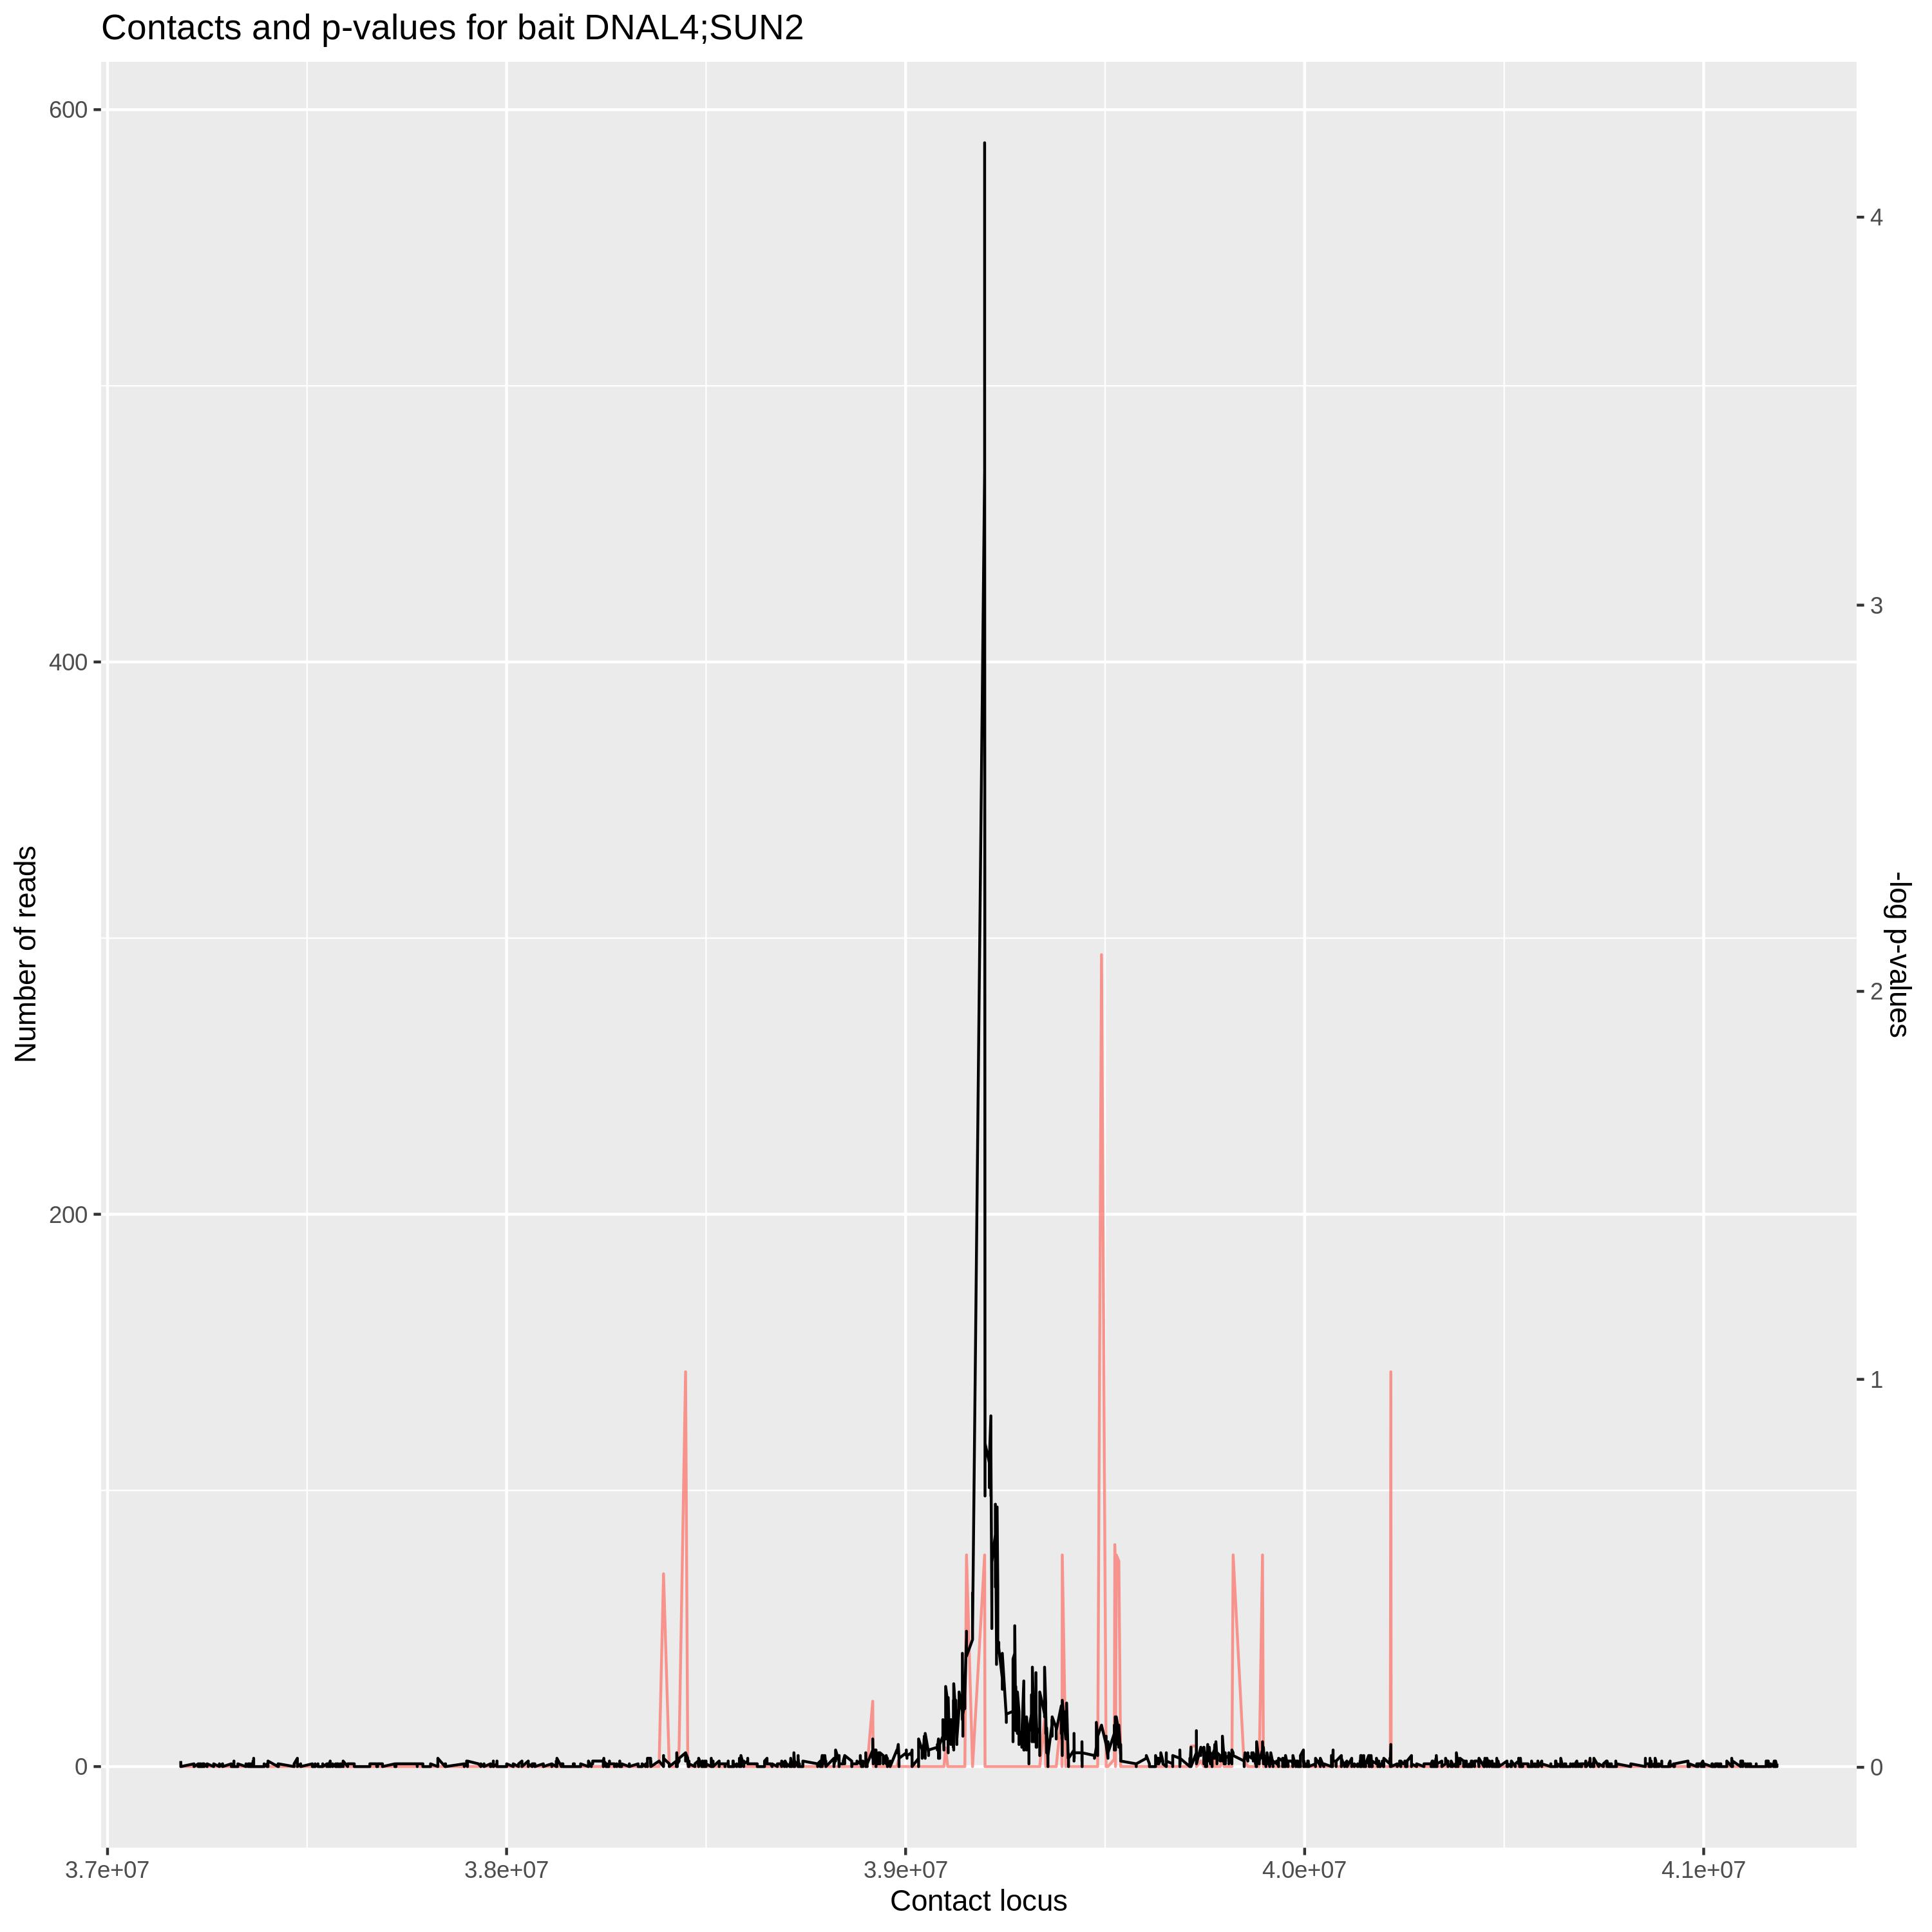 Contacts and p-values for bait DNAL4;SUN2
600
400
200
0
Number of reads
4
3
2
1
0
-log p-values
3.7e+07
3.8e+07
3.9e+07
4.0e+07
4.1e+07
Contact locus